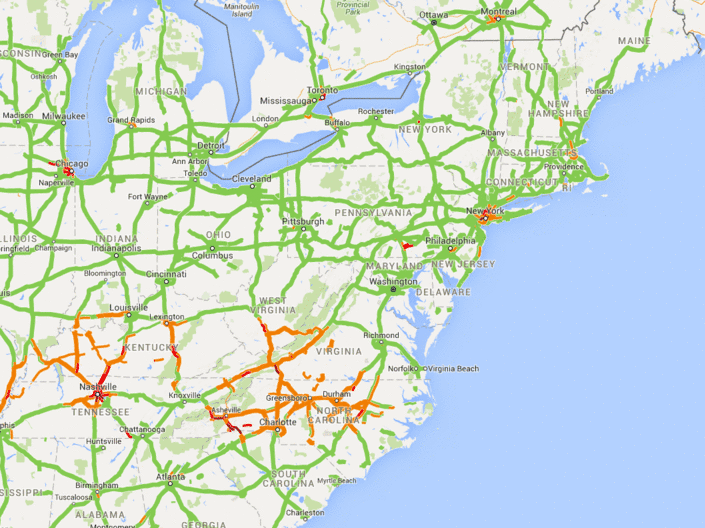 Manitoulin
Island
Provincial
Park
Ottawa
Montreal
MAINE
Green Bay
Oshkosh
Kingston
VERMONT
MICHIGAN
Toronto
Mississauga
Portland
Madison
Milwaukee
Grand Rapids
London
Rochester
Buffalo
NEW YORK
NEW
HAMPSHIRE
Albany
Detroit
Ann Arbor
MASSACHUSETTS
Chicago
Naperville
Toledo
Cleveland
Providence
CONNECTICUT
RI
Fort Wayne
New York
PENNSYLVANIA
Pittsburgh
OHIO
INDIANA
Philadelphia
Champaign
Indianapolis
Columbus
MARYLAND
NEW JERSEY
Bloomington
Cincinnati
Washington
DELAWARE
WEST
VIRGINIA
Louisville
Lexington
Richmond
KENTUCKY
VIRGINIA
Norfolk
Virginia Beach
Nashville
Knoxville
Greensboro
Durham
TENNESSEE
Asheville
NORTH
CAROLINA
Charlotte
Chattanooga
Huntsville
Atlanta
SOUTH
CAROLINA
Myrtle Beach
Birmingham
Tuscaloosa
Charleston
Montgomery
ALABAMA
GEORGIA